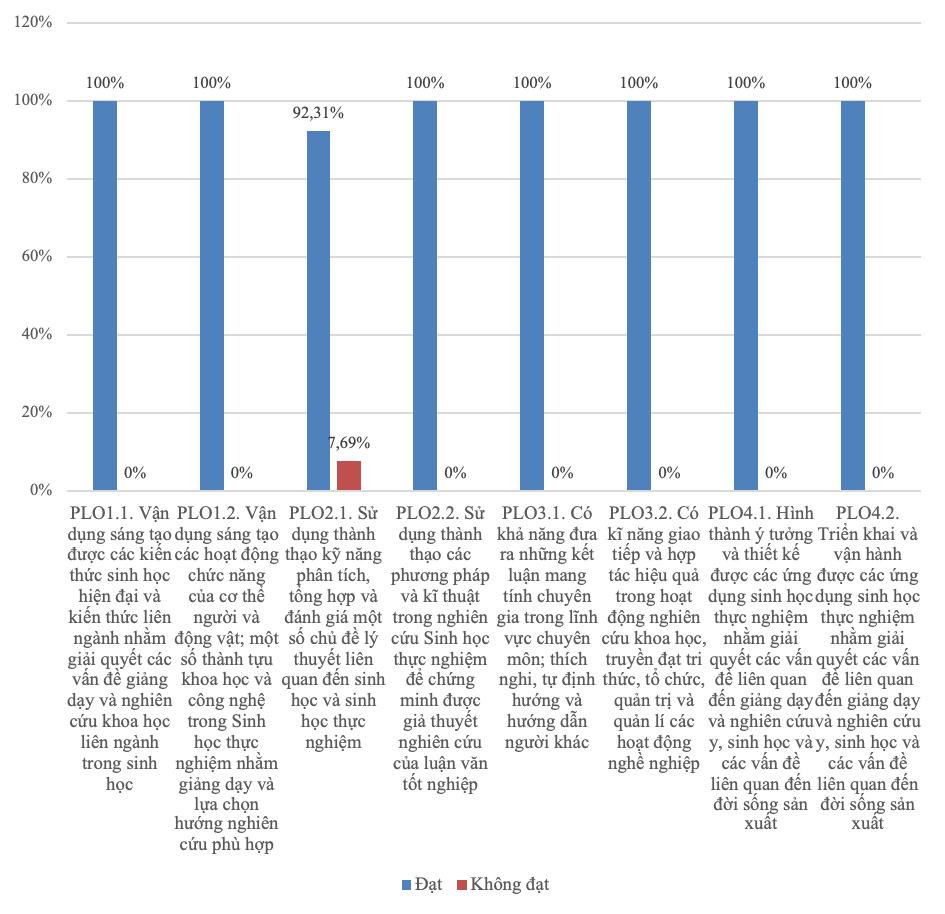 120%
100%
80%
60%
40%
20%
0%
100%
0%
100%
0%
92,31%
7,69%
100%
0%
100%
0%
100%
0%
100%
0%
100%
0%
PLO1.1. Vận
dụng sáng tạo
được các kiến
thức sinh học
hiện đại và
kiến thức liên
ngành nhằm
giải quyết các
vấn đề giảng
dạy và nghiên
cứu khoa học
liên ngành
trong sinh
học
PLO1.2. Vận
dụng sáng tạo
các hoạt động
chức năng
của cơ thể
người và
động vật; một
số thành tựu
khoa học và
công nghệ
trong Sinh
học thực
nghiệm nhằm
giảng dạy và
lựa chọn
hướng nghiên
cứu phù hợp
PLO2.1. Sử
dụng thành
thạo kỹ năng
phân tích,
tổng hợp và
đánh giá một
số chủ đề lý
thuyết liên
quan đến sinh
học và sinh
học thực
nghiệm
PLO2.2. Sử
dụng thành
thạo các
phương pháp
và kĩ thuật
trong nghiên
cứu Sinh học
thực nghiệm
để chứng
minh được
giả thuyết
nghiên cứu
của luận văn
tốt nghiệp
PLO3.1. Có
khả năng đưa
ra những kết
luận mang
tính chuyên
gia trong lĩnh
vực chuyên
môn; thích
nghi, tự định
hướng và
hướng dẫn
người khác
PLO3.2. Có
kĩ năng giao
tiếp và hợp
tác hiệu quả
trong hoạt
động nghiên
cứu khoa học,
truyền đạt tri
thức, tổ chức,
quản trị và
quản lí các
hoạt động
nghề nghiệp
PLO4.1. Hình
thành ý tưởng
và thiết kế
được các ứng
dụng sinh học
thực nghiệm
nhằm giải
quyết các vấn
đề liên quan
đến giảng dạy
và nghiên cứu
y, sinh học và
các vấn đề
liên quan đến
đời sống sản
xuất
PLO4.2.
Triển khai và
vận hành
được các ứng
dụng sinh học
thực nghiệm
nhằm giải
quyết các vấn
đề liên quan
đến giảng dạy
và nghiên cứu
y, sinh học và
các vấn đề
liên quan đến
đời sống sản
xuất
Đạt
Không đạt